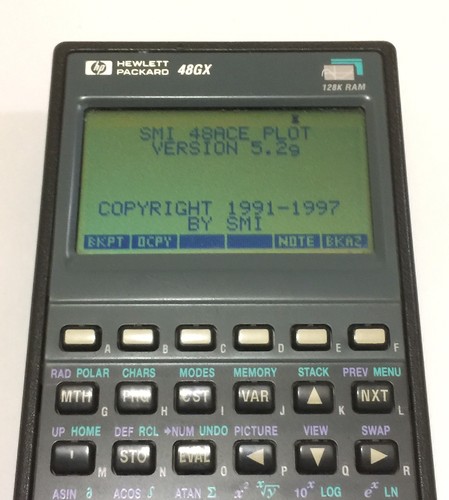 hp HEWLETT PACKARD 48GX
128K RAM
SMI 48ACE PLOT
VERSION 5.2g
COPYRIGHT 1991-1997
BY SMI
BKPT OCPY NOTE BKAZ
A B C D E F
RAD POLAR CHARS MODES MEMORY STACK PREV MENU
MTH PRG CST VAR ▲ NXT
G H I J K L
UP HOME DEF RCL →NUM UNDO PICTURE VIEW SWAP
' STO EVAL ◀ ▼ ▶
M N O P Q R
ASIN ∂ ACOS ∫ ATAN Σ x² ˣ√y 10ˣ LOG eˣ LN